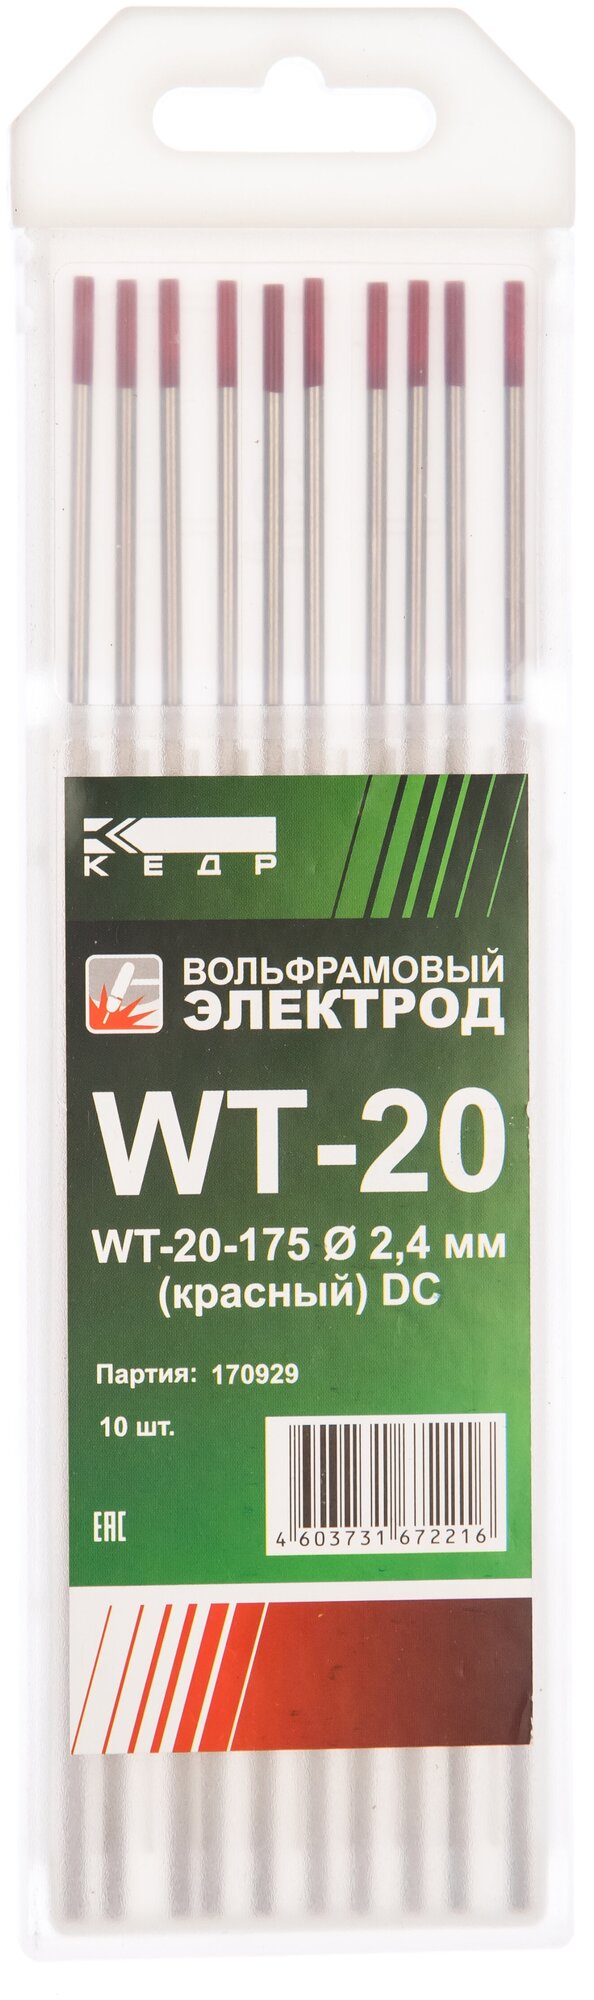 КЕДР
ВОЛЬФРАМОВЫЙ
ЭЛЕКТРОД
WT-20
WT-20-175 Ø 2,4 мм
(красный) DC
Партия: 170929
10 шт.
EAC
4 603731 672216